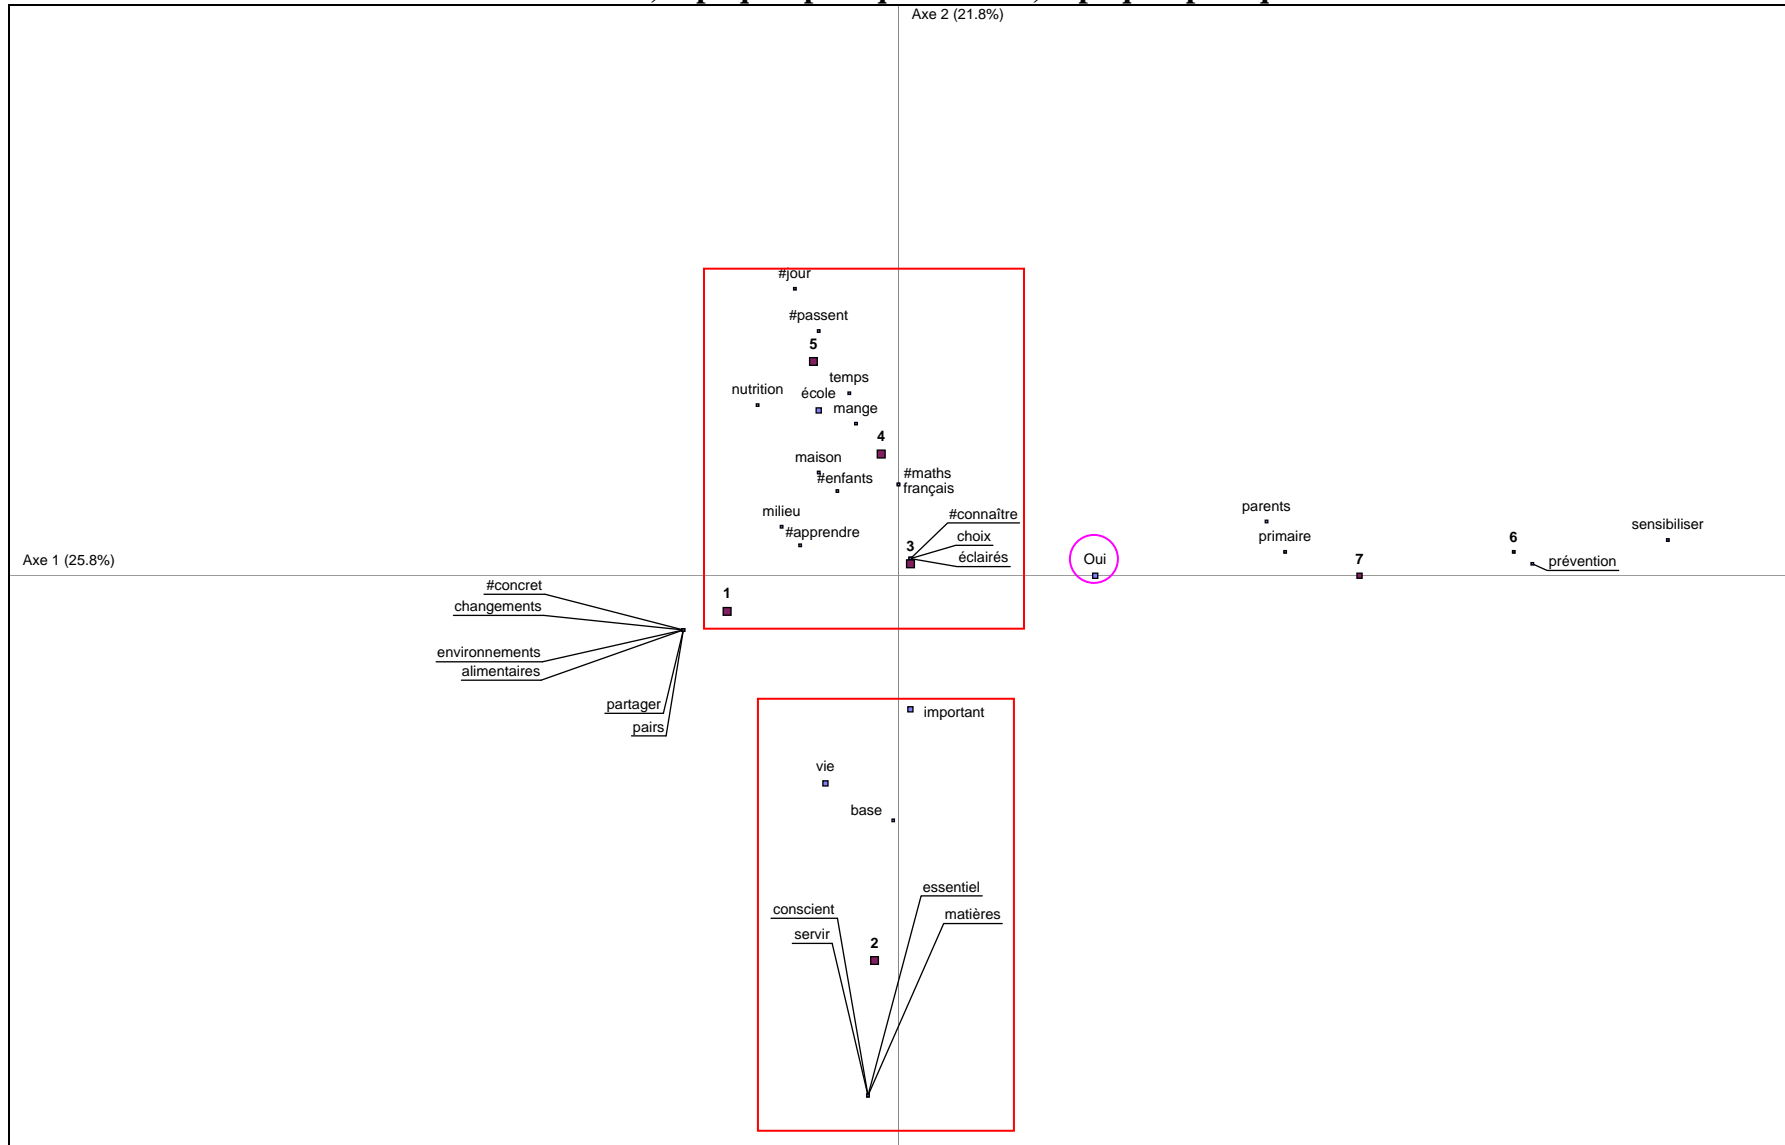 Axe 2 (21.8%)
#jour
#passent
5
temps
nutrition
école
mange
4
maison
#enfants
#maths
français
milieu
#apprendre
#connaître
choix
éclairés
3
parents
primaire
sensibiliser
6
prévention
7
Oui
Axe 1 (25.8%)
#concret
changements
1
environnements
alimentaires
partager
pairs
important
vie
base
essentiel
conscient
matières
servir
2